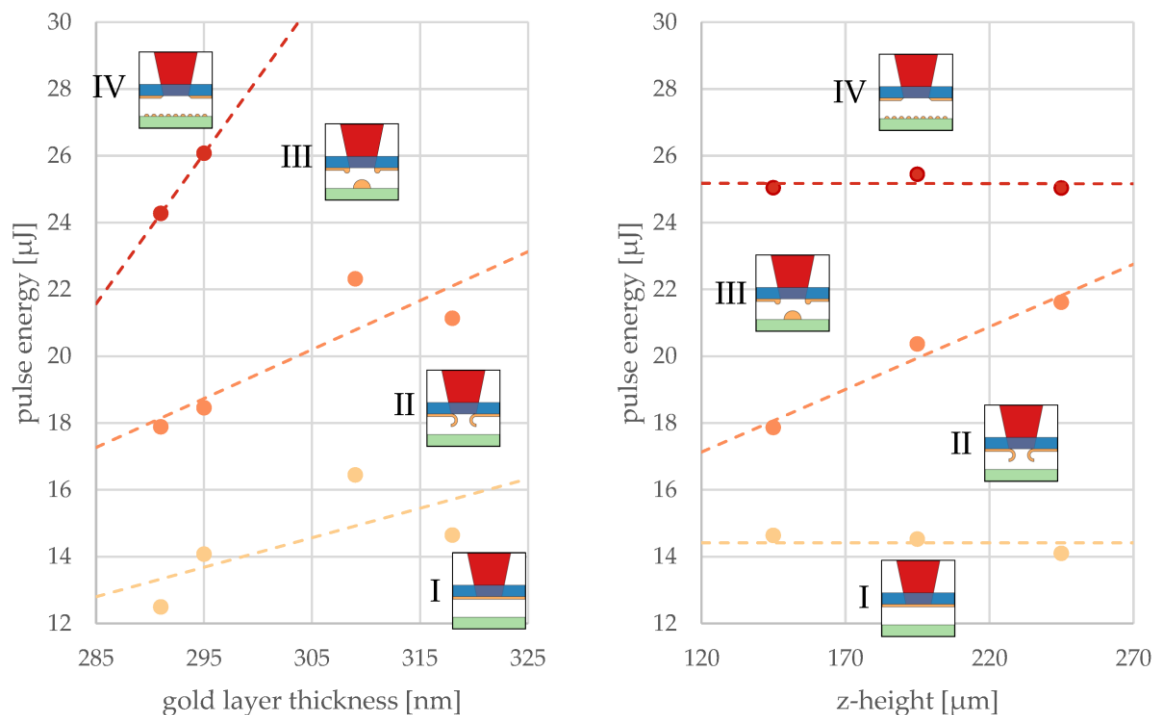 30
28
26
24
22
20
18
16
14
12
pulse energy [µJ]
IV
III
II
I
285
295
305
315
325
gold layer thickness [nm]
30
28
26
24
22
20
18
16
14
12
pulse energy [µJ]
IV
III
II
I
120
170
220
270
z-height [µm]